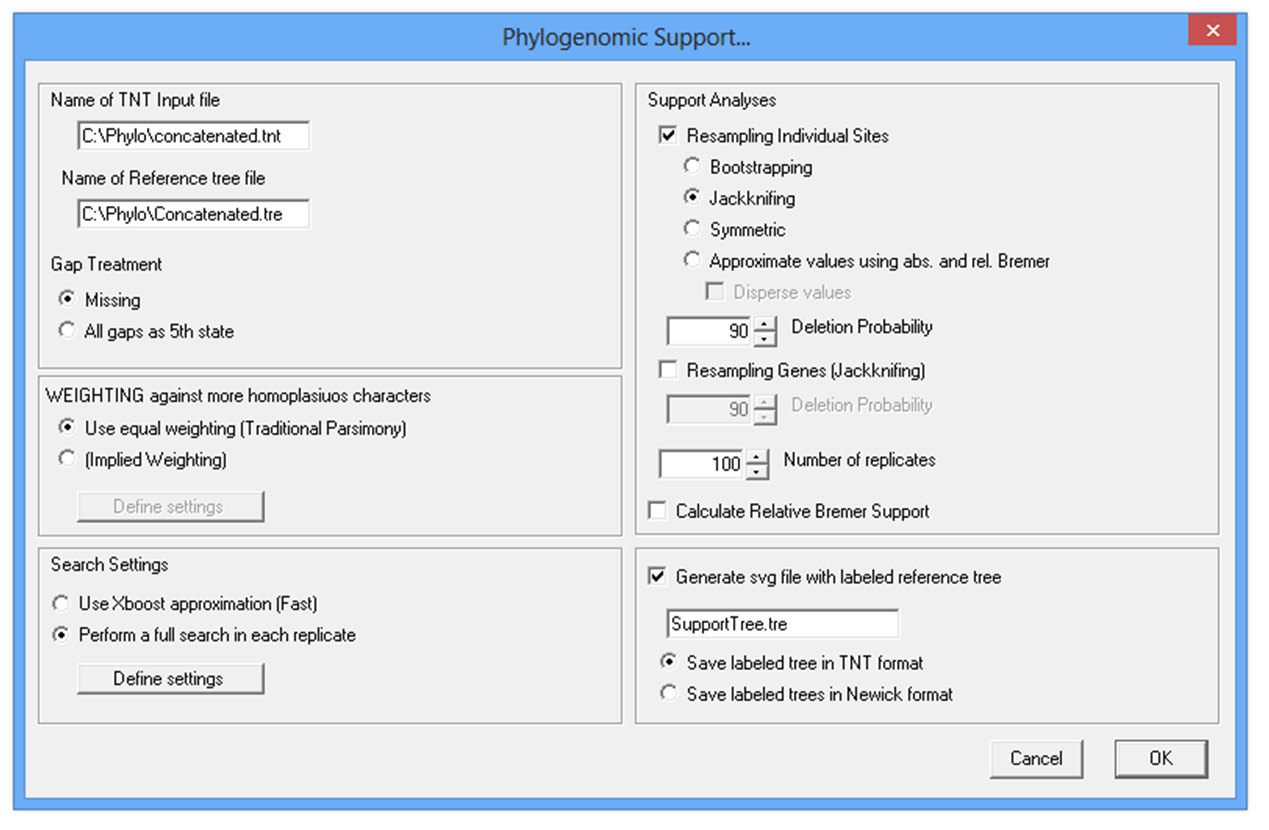 Phylogenomic Support...
Name of TNT Input file
C:\Phylo\concatenated.tnt
Name of Reference tree file
C:\Phylo\Concatenated.tre
Gap Treatment
Missing
All gaps as 5th state
WEIGHTING against more homoplasiuos characters
Use equal weighting (Traditional Parsimony)
(Implied Weighting)
Define settings
Search Settings
Use Xboost approximation (Fast)
Perform a full search in each replicate
Define settings
Support Analyses
Resampling Individual Sites
Bootstrapping
Jackknifing
Symmetric
Approximate values using abs. and rel. Bremer
Disperse values
90 Deletion Probability
Resampling Genes (Jackknifing)
90 Deletion Probability
100 Number of replicates
Calculate Relative Bremer Support
Generate svg file with labeled reference tree
SupportTree.tre
Save labeled tree in TNT format
Save labeled trees in Newick format
Cancel OK